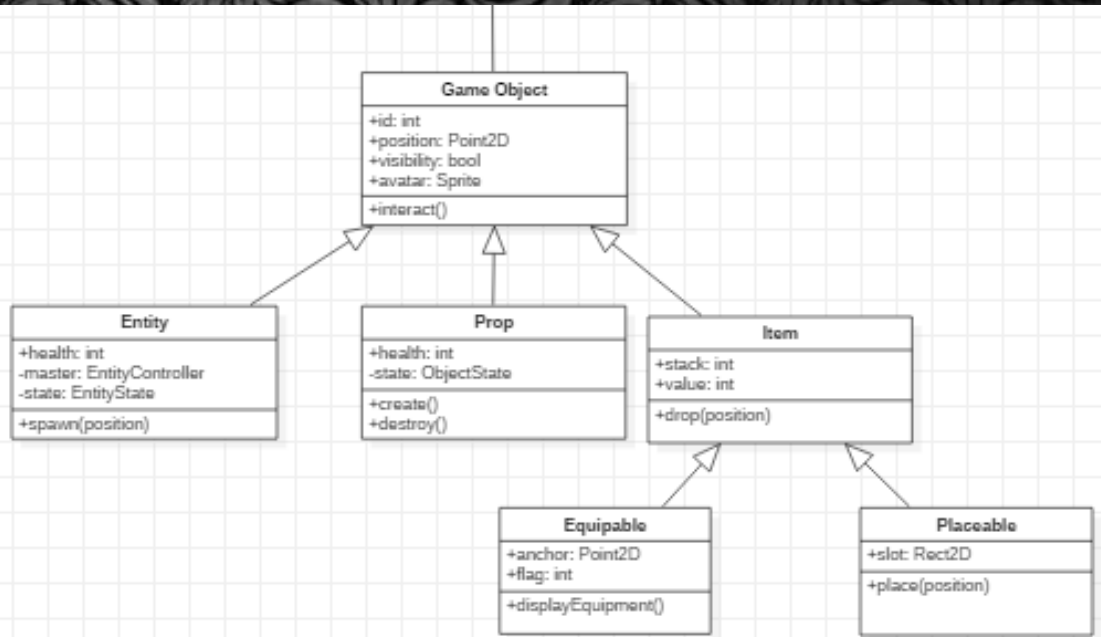 Game Object
+id: int
+position: Point2D
+visibility: bool
+avatar: Sprite
+interact()
Entity
+health: int
-master: EntityController
-state: EntityState
+spawn(position)
Prop
+health: int
-state: ObjectState
+create()
+destroy()
Item
+stack: int
+value: int
+drop(position)
Equipable
+anchor: Point2D
+flag: int
+displayEquipment()
Placeable
+slot: Rect2D
+place(position)